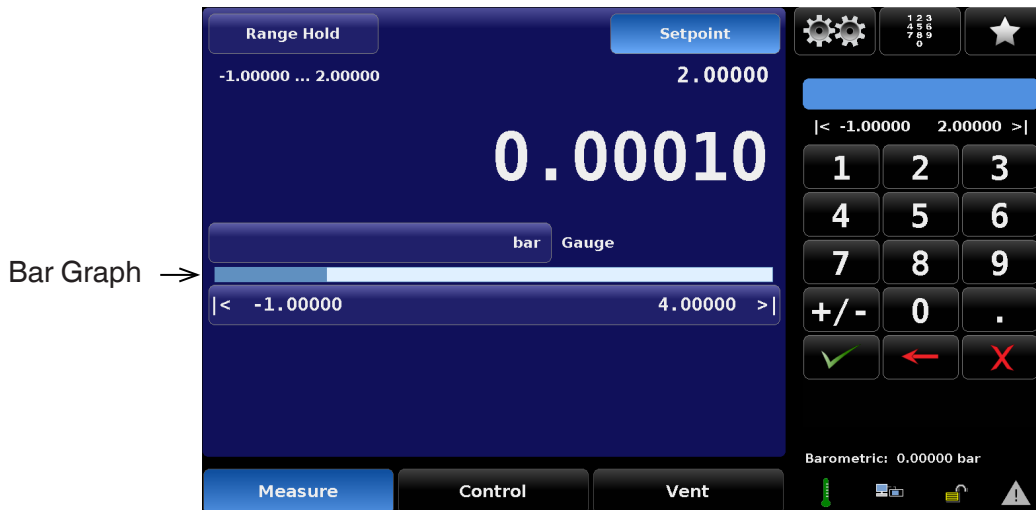 Range Hold
Setpoint
-1.00000 ... 2.00000
2.00000
0.00010
bar Gauge
Bar Graph
|< -1.00000 4.00000 >|
Measure Control Vent
1 2 3
4 5 6
7 8 9
0
|< -1.00000 2.00000 >|
1 2 3
4 5 6
7 8 9
+/- 0 .
X
Barometric: 0.00000 bar